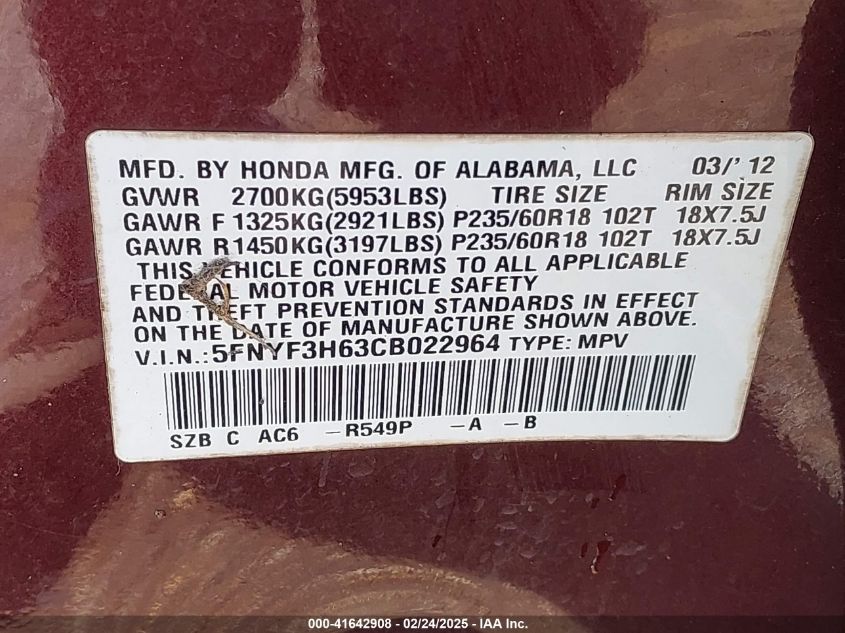 MFD. BY HONDA MFG. OF ALABAMA, LLC 03/' 12
GVWR 2700KG(5953LBS) TIRE SIZE RIM SIZE
GAWR F 1325KG(2921LBS) P235/60R18 102T 18X7.5J
GAWR R1450KG(3197LBS) P235/60R18 102T 18X7.5J
THIS VEHICLE CONFORMS TO ALL APPLICABLE
FEDERAL MOTOR VEHICLE SAFETY
AND THEFT PREVENTION STANDARDS IN EFFECT
ON THE DATE OF MANUFACTURE SHOWN ABOVE.
V.I.N.: 5FNYF3H63CB022964 TYPE: MPV
SZB C AC6 -R549P -A -B
000-41642908 - 02/24/2025 - IAA Inc.